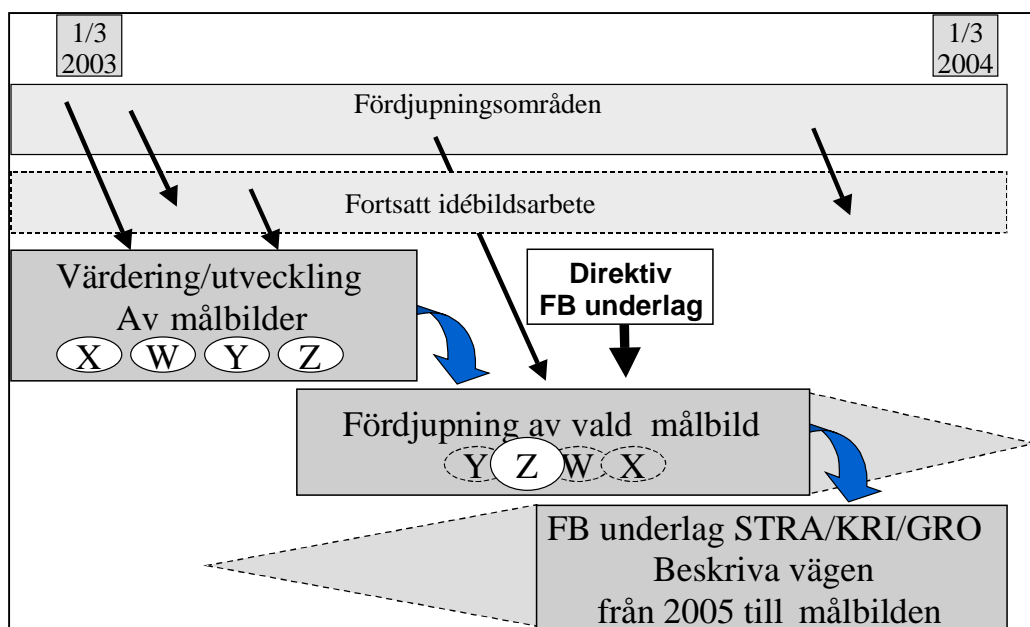 1/3
2003
1/3
2004
Fördjupningsområden
Fortsatt idébildsarbete
Värdering/utveckling
Av målbilder
X W Y Z
Direktiv
FB underlag
Fördjupning av vald målbild
Y Z W X
FB underlag STRA/KRI/GRO
Beskriva vägen
från 2005 till målbilden